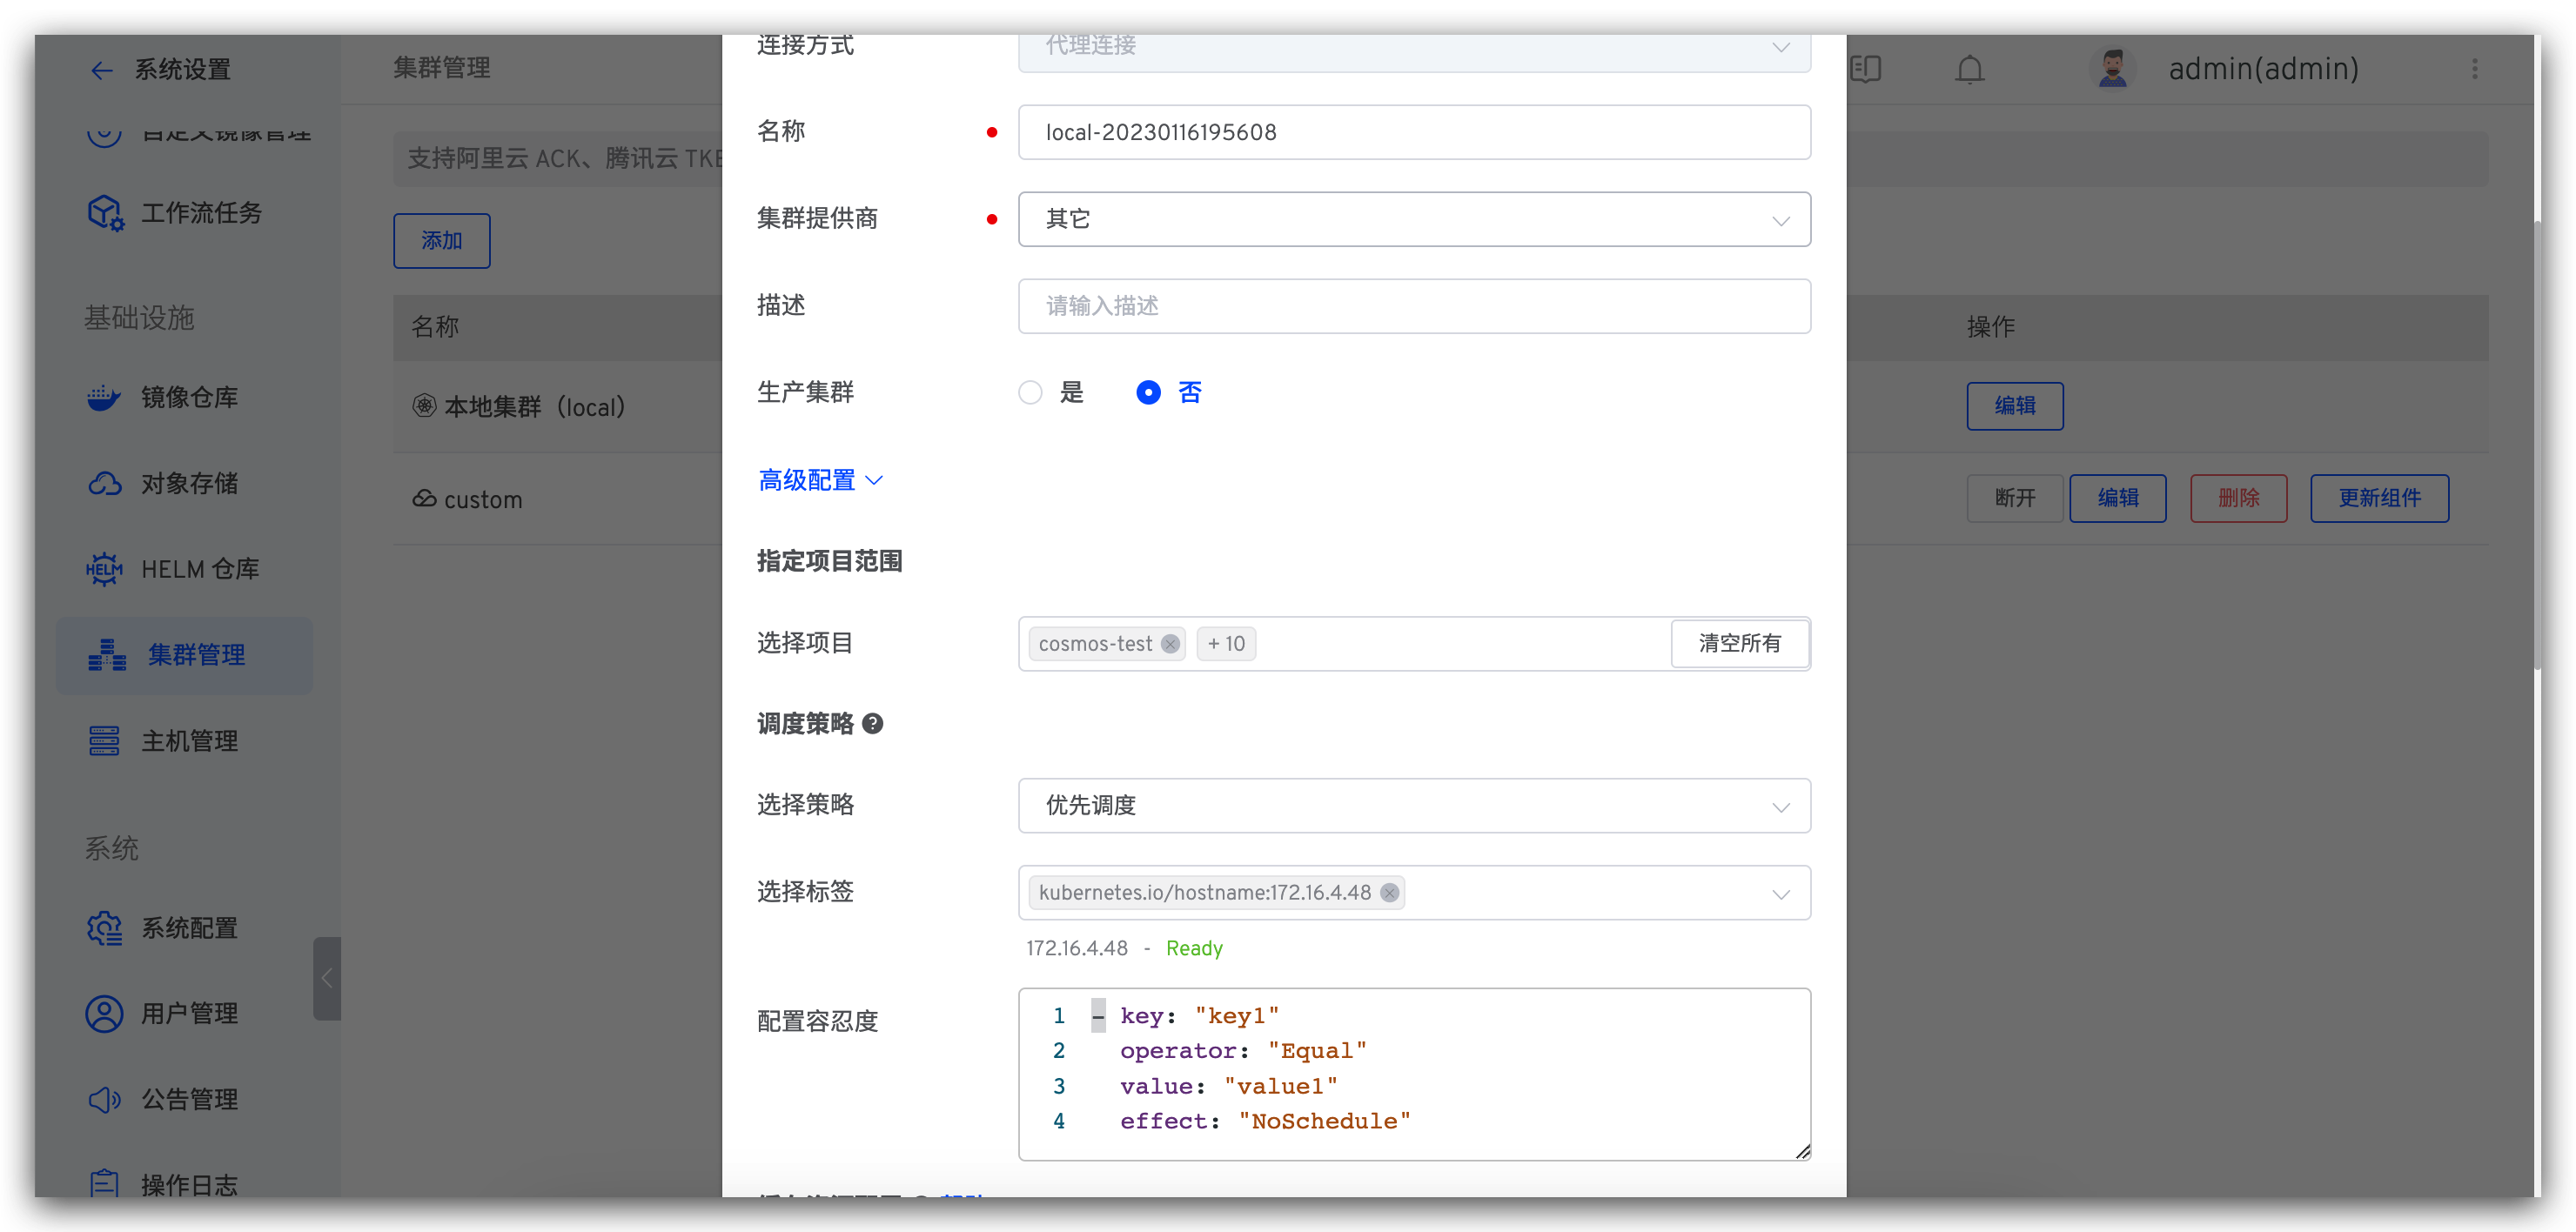 系统设置
自定义镜像管理
工作流任务
基础设施
镜像仓库
对象存储
HELM 仓库
集群管理
主机管理
系统
系统配置
用户管理
公告管理
操作日志
集群管理
支持阿里云 ACK、腾讯云 TKE
添加
名称
本地集群（local）
custom
连接方式
代理连接
名称
local-20230116195608
集群提供商
其它
描述
请输入描述
生产集群
是
否
高级配置
指定项目范围
选择项目
cosmos-test
+ 10
清空所有
调度策略
选择策略
优先调度
选择标签
kubernetes.io/hostname:172.16.4.48
172.16.4.48 - Ready
配置容忍度
1 - key: "key1"
2 operator: "Equal"
3 value: "value1"
4 effect: "NoSchedule"
admin(admin)
操作
编辑
断开 编辑 删除 更新组件